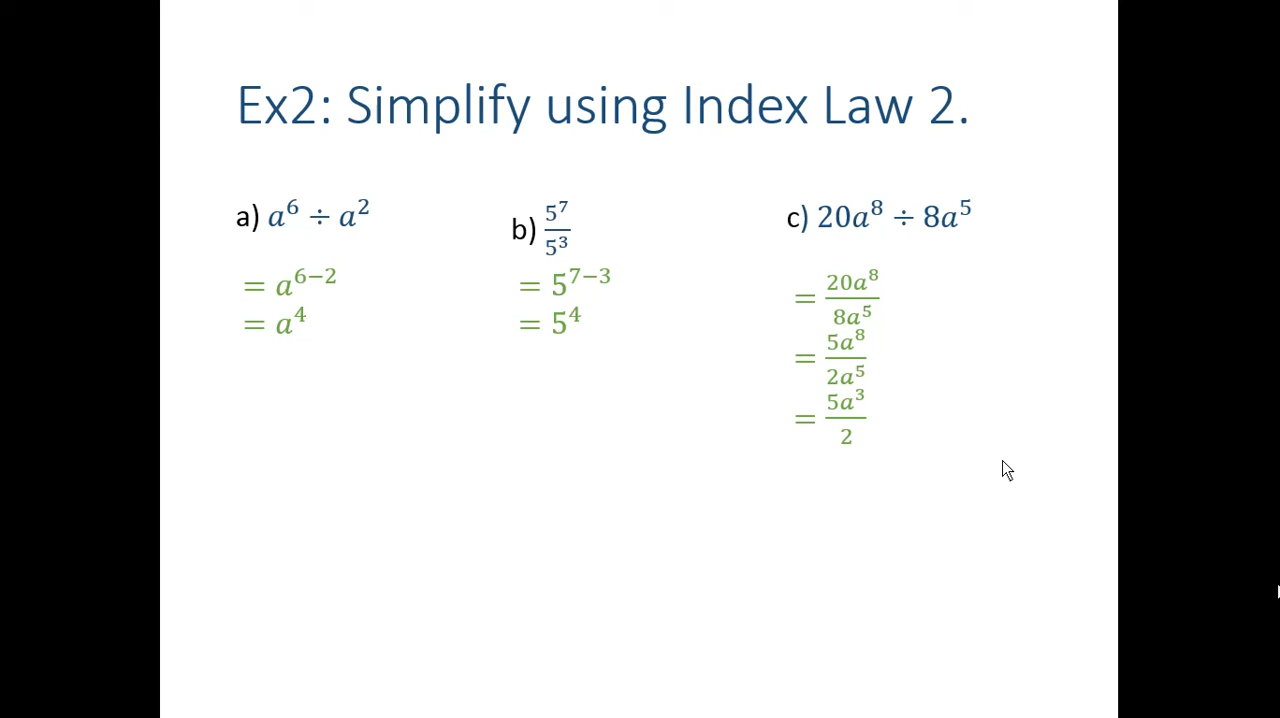 Ex2: Simplify using Index Law 2.
a) a⁶ ÷ a²
= a⁶⁻²
= a⁴
b) 5⁷/5³
= 5⁷⁻³
= 5⁴
c) 20a⁸ ÷ 8a⁵
= 20a⁸/8a⁵
= 5a⁸/2a⁵
= 5a³/2